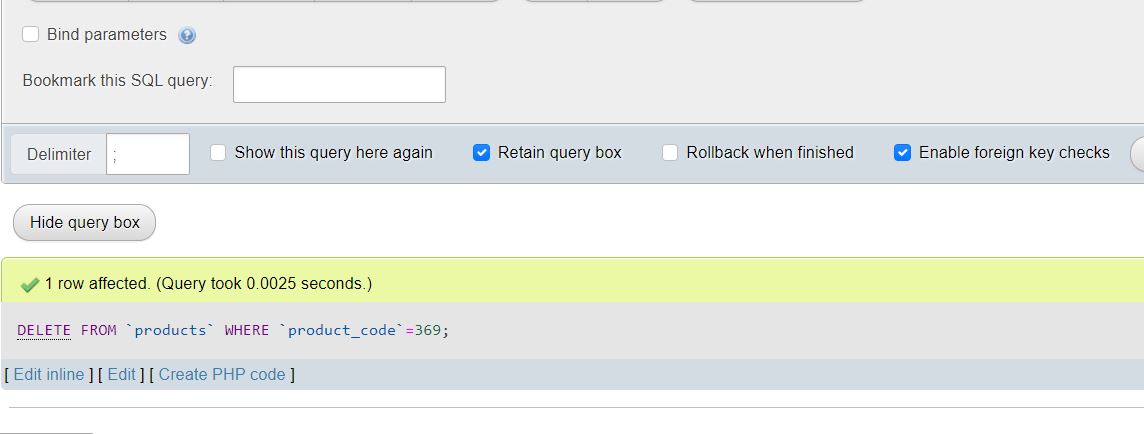 Bind parameters
Bookmark this SQL query:
Delimiter ; Show this query here again Retain query box Rollback when finished Enable foreign key checks
Hide query box
1 row affected. (Query took 0.0025 seconds.)
DELETE FROM `products` WHERE `product_code`=369;
[ Edit inline ] [ Edit ] [ Create PHP code ]